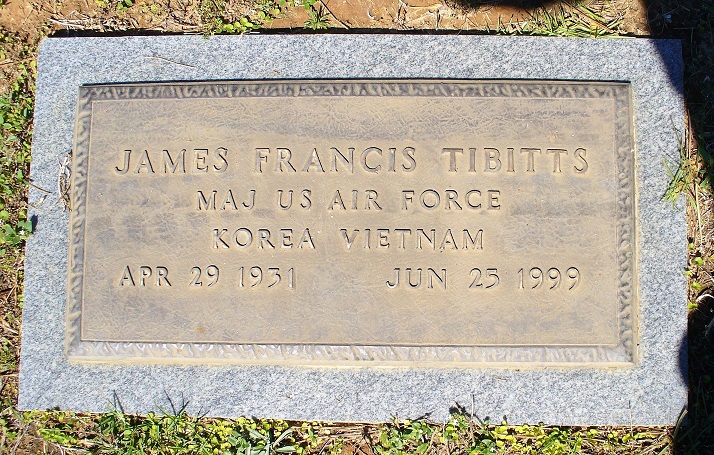 JAMES FRANCIS TIBITTS
MAJ US AIR FORCE
KOREA VIETNAM
APR 29 1931 JUN 25 1999